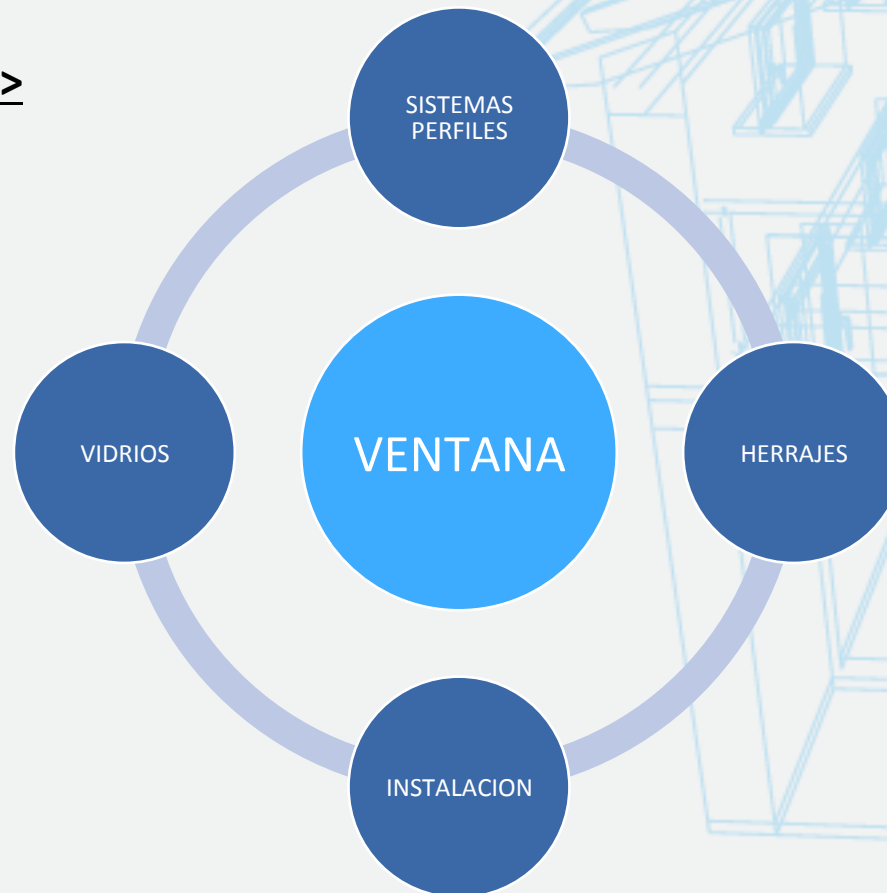 >
SISTEMAS
PERFILES
VIDRIOS
VENTANA
HERRAJES
INSTALACION